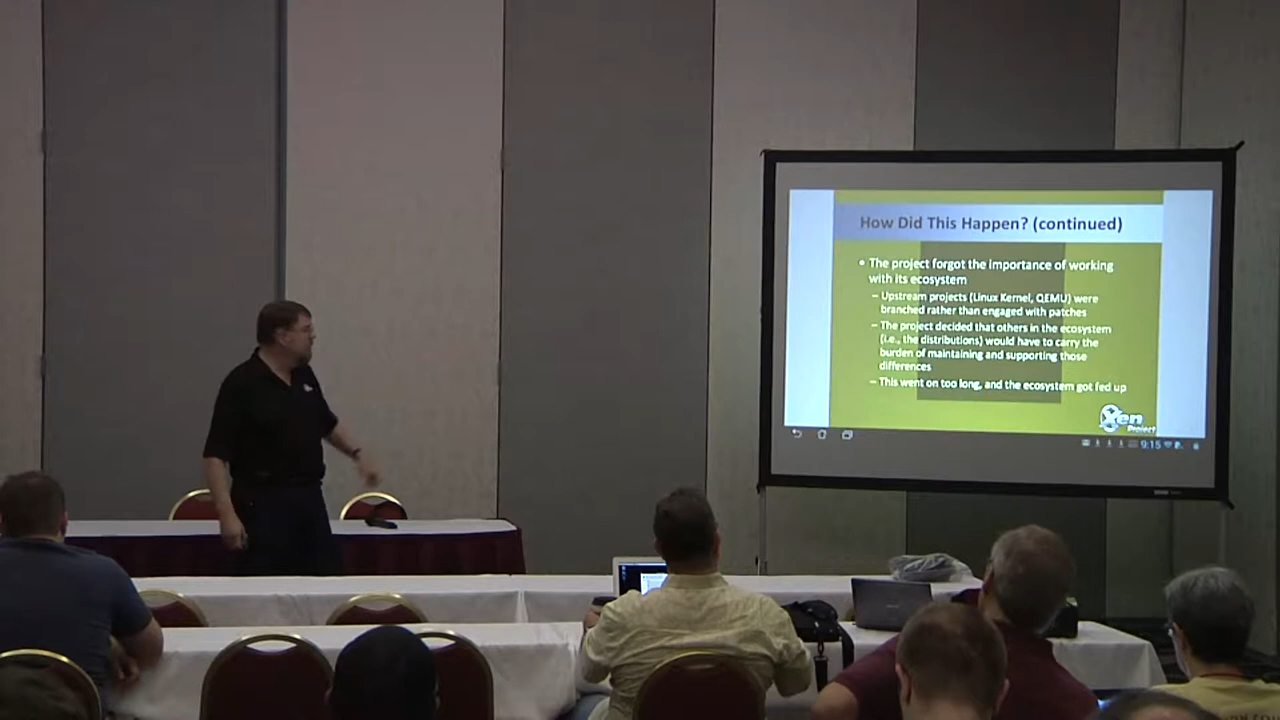 How Did This Happen? (continued)
• The project forgot the importance of working
with its ecosystem
– Upstream projects (Linux Kernel, QEMU) were
branched rather than engaged with patches
– The project decided that others in the ecosystem
(i.e., the distributions) would have to carry the
burden of maintaining and supporting those
differences
– This went on too long, and the ecosystem got fed up
Xen
Project
9:15